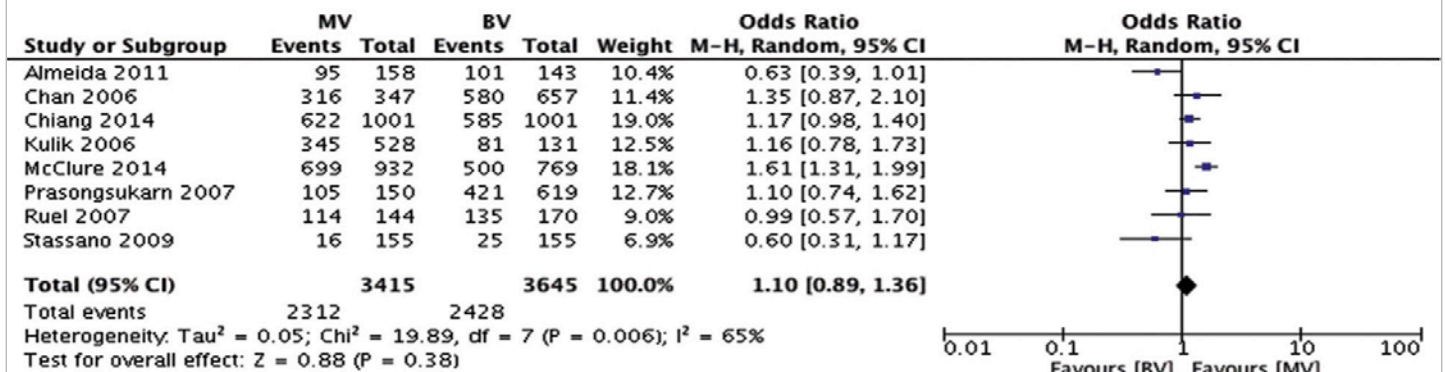 MV BV Odds Ratio Odds Ratio
Study or Subgroup Events Total Events Total Weight M-H, Random, 95% CI M-H, Random, 95% CI
Almeida 2011 95 158 101 143 10.4% 0.63 [0.39, 1.01]
Chan 2006 316 347 580 657 11.4% 1.35 [0.87, 2.10]
Chiang 2014 622 1001 585 1001 19.0% 1.17 [0.98, 1.40]
Kulik 2006 345 528 81 131 12.5% 1.16 [0.78, 1.73]
McClure 2014 699 932 500 769 18.1% 1.61 [1.31, 1.99]
Prasongsukarn 2007 105 150 421 619 12.7% 1.10 [0.74, 1.62]
Ruel 2007 114 144 135 170 9.0% 0.99 [0.57, 1.70]
Stassano 2009 16 155 25 155 6.9% 0.60 [0.31, 1.17]
Total (95% CI) 3415 3645 100.0% 1.10 [0.89, 1.36]
Total events 2312 2428
Heterogeneity: Tau² = 0.05; Chi² = 19.89, df = 7 (P = 0.006); I² = 65%
Test for overall effect: Z = 0.88 (P = 0.38)
0.01 0.1 1 10 100
Favours [BV] Favours [MV]